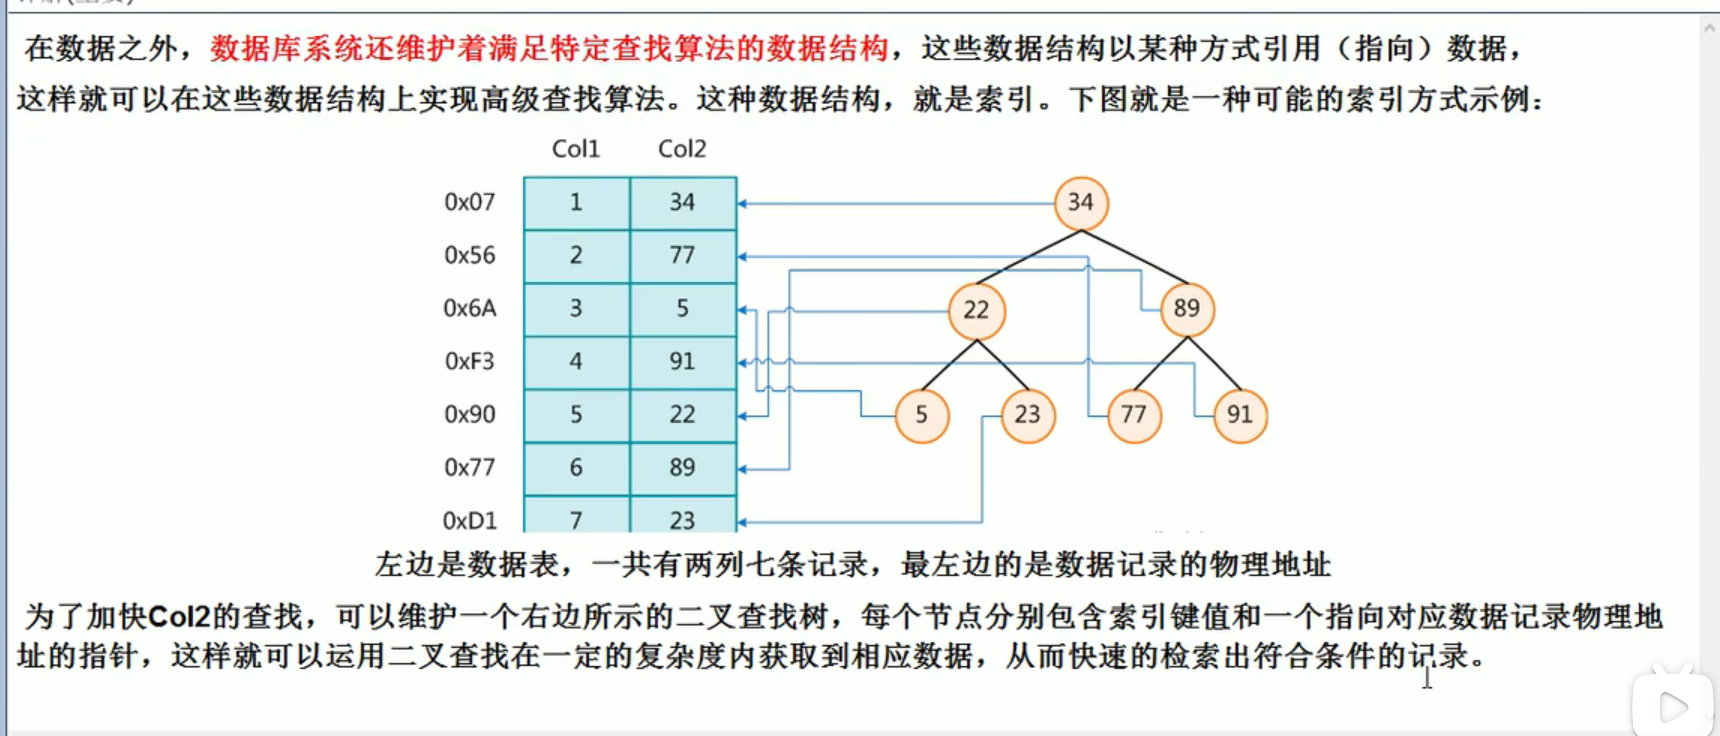 在数据之外，数据库系统还维护着满足特定查找算法的数据结构，这些数据结构以某种方式引用（指向）数据，
这样就可以在这些数据结构上实现高级查找算法。这种数据结构，就是索引。下图就是一种可能的索引方式示例：
Col1 Col2
0x07 1 34 34
0x56 2 77
0x6A 3 5 22 89
0xF3 4 91
0x90 5 22 5 23 77 91
0x77 6 89
0xD1 7 23
左边是数据表，一共有两列七条记录，最左边的是数据记录的物理地址
为了加快Col2的查找，可以维护一个右边所示的二叉查找树，每个节点分别包含索引键值和一个指向对应数据记录物理地
址的指针，这样就可以运用二叉查找在一定的复杂度内获取到相应数据，从而快速的检索出符合条件的记录。